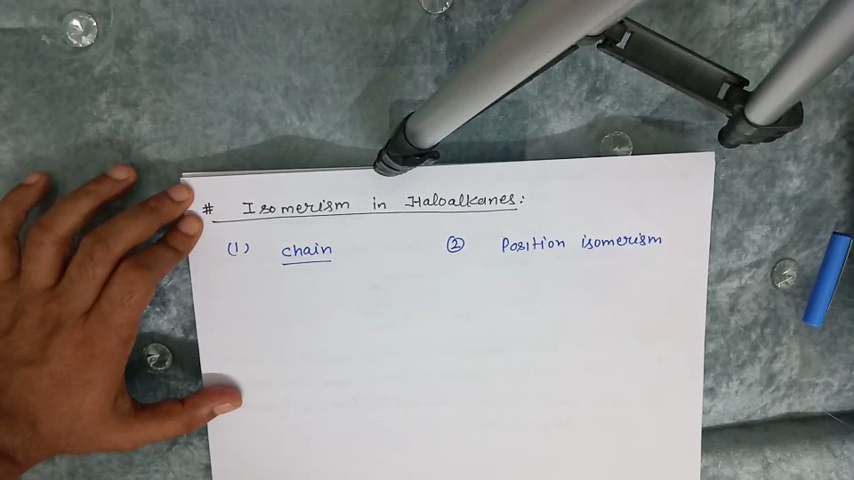 # Isomerism in Haloalkanes:
(1) chain ② Position isomerism